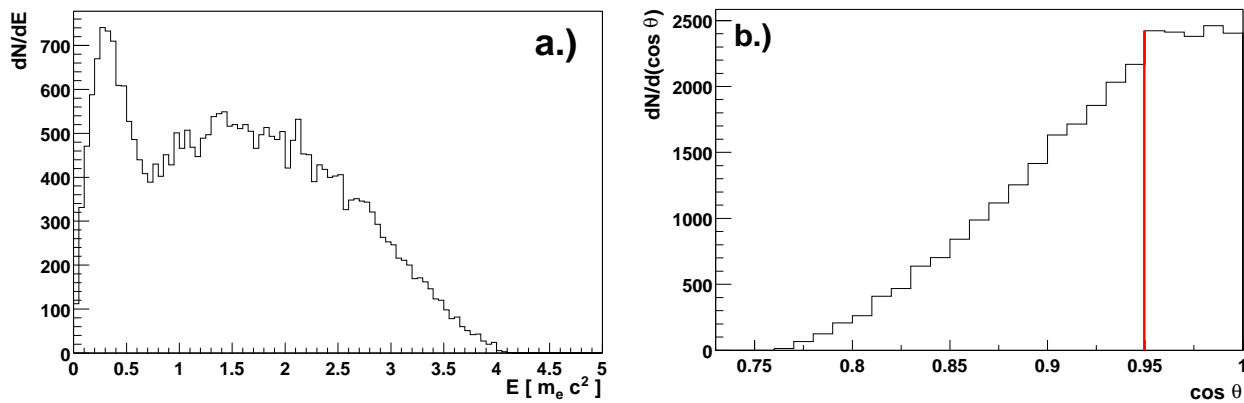 a.)
dN/dE
700
600
500
400
300
200
100
0
0 0.5 1 1.5 2 2.5 3 3.5 4 4.5 5
E [ m_e c^2 ]
b.)
dN/d(cos θ)
2500
2000
1500
1000
500
0
0.75 0.8 0.85 0.9 0.95 1
cos θ